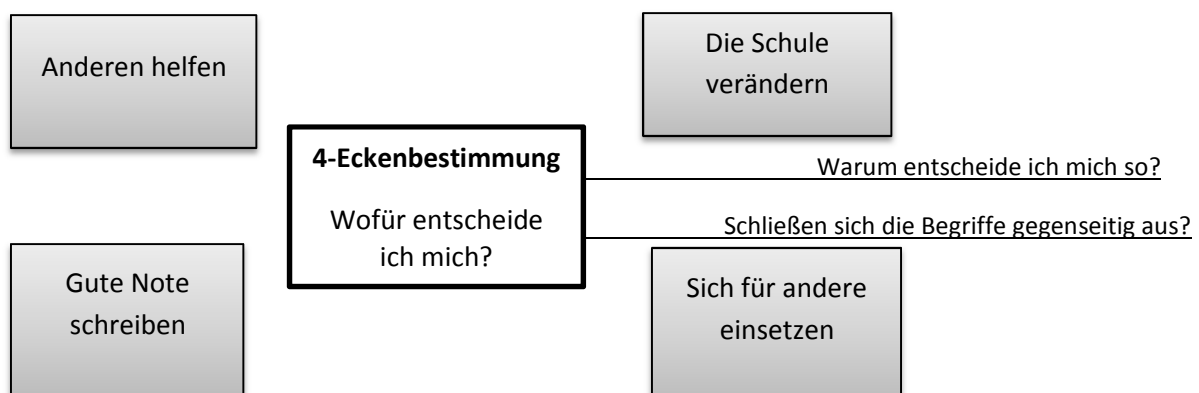 Anderen helfen
Die Schule
verändern
4-Eckenbestimmung
Wofür entscheide
ich mich?
Warum entscheide ich mich so?
Schließen sich die Begriffe gegenseitig aus?
Gute Note
schreiben
Sich für andere
einsetzen